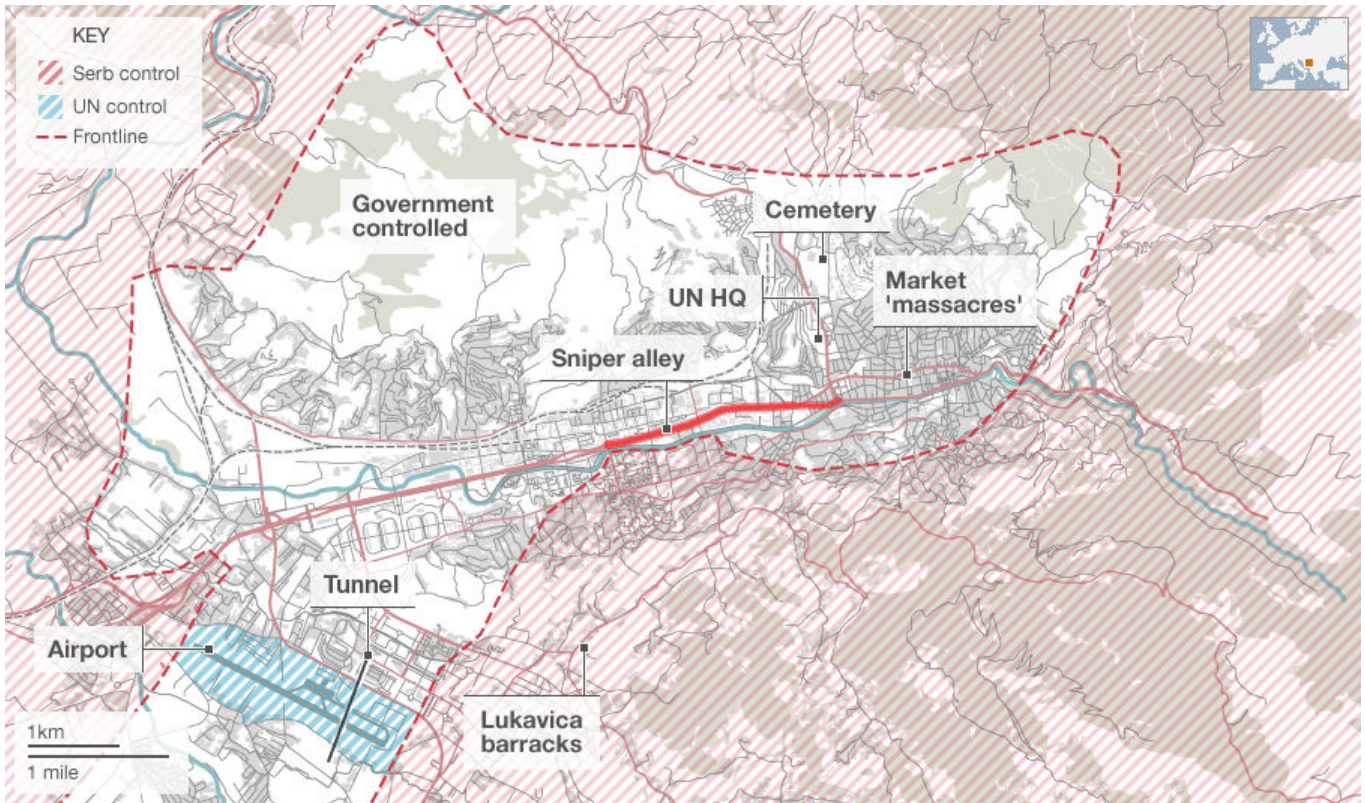 KEY
Serb control
UN control
Frontline
Government
controlled
Cemetery
UN HQ
Market
'massacres'
Sniper alley
Tunnel
Airport
Lukavica
barracks
1km
1 mile